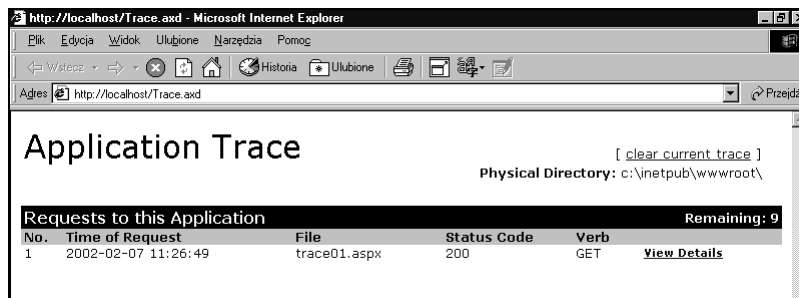 http://localhost/Trace.axd - Microsoft Internet Explorer
Plik Edycja Widok Ulubione Narzędzia Pomoc
Wstecz Historia Ulubione
Adres http://localhost/Trace.axd Przejdź
Application Trace
[ clear current trace ]
Physical Directory: c:\inetpub\wwwroot\
Requests to this Application Remaining: 9
No. Time of Request File Status Code Verb
1 2002-02-07 11:26:49 trace01.aspx 200 GET View Details